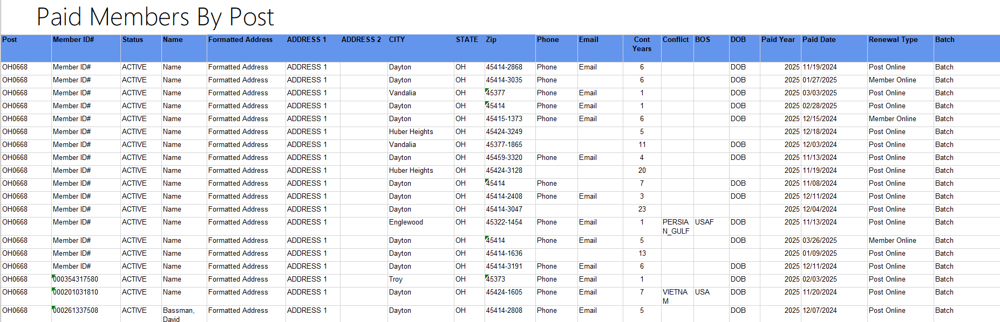 Paid Members By Post
Post Member ID# Status Name Formatted Address ADDRESS 1 ADDRESS 2 CITY STATE Zip Phone Email Cont Conflict BOS DOB Paid Year Paid Date Renewal Type Batch
Years
OH0668 Member ID# ACTIVE Name Formatted Address ADDRESS 1 Dayton OH 45414-2868 Phone Email 6 DOB 2025 11/19/2024 Post Online Batch
OH0668 Member ID# ACTIVE Name Formatted Address ADDRESS 1 Dayton OH 45414-3035 Phone 6 DOB 2025 01/27/2025 Member Online Batch
OH0668 Member ID# ACTIVE Name Formatted Address ADDRESS 1 Vandalia OH 45377 Phone Email 1 DOB 2025 03/03/2025 Post Online Batch
OH0668 Member ID# ACTIVE Name Formatted Address ADDRESS 1 Dayton OH 45414 Phone Email 1 DOB 2025 02/28/2025 Post Online Batch
OH0668 Member ID# ACTIVE Name Formatted Address ADDRESS 1 Dayton OH 45415-1373 Phone Email 6 DOB 2025 12/15/2024 Member Online Batch
OH0668 Member ID# ACTIVE Name Formatted Address ADDRESS 1 Huber Heights OH 45424-3249 5 2025 12/18/2024 Post Online Batch
OH0668 Member ID# ACTIVE Name Formatted Address ADDRESS 1 Vandalia OH 45377-1865 11 DOB 2025 12/03/2024 Post Online Batch
OH0668 Member ID# ACTIVE Name Formatted Address ADDRESS 1 Dayton OH 45459-3320 Phone Email 4 DOB 2025 11/13/2024 Post Online Batch
OH0668 Member ID# ACTIVE Name Formatted Address ADDRESS 1 Huber Heights OH 45424-3128 20 2025 11/19/2024 Post Online Batch
OH0668 Member ID# ACTIVE Name Formatted Address ADDRESS 1 Dayton OH 45414 Phone 7 DOB 2025 11/08/2024 Post Online Batch
OH0668 Member ID# ACTIVE Name Formatted Address ADDRESS 1 Dayton OH 45414-2408 Phone Email 3 DOB 2025 12/11/2024 Post Online Batch
OH0668 Member ID# ACTIVE Name Formatted Address ADDRESS 1 Dayton OH 45414-3047 23 2025 12/04/2024 Post Online Batch
OH0668 Member ID# ACTIVE Name Formatted Address ADDRESS 1 Englewood OH 45322-1454 Phone Email 1 PERSIA USAF DOB 2025 11/13/2024 Post Online Batch
N_GULF
OH0668 Member ID# ACTIVE Name Formatted Address ADDRESS 1 Dayton OH 45414 Phone Email 5 DOB 2025 03/26/2025 Member Online Batch
OH0668 Member ID# ACTIVE Name Formatted Address ADDRESS 1 Dayton OH 45414-1636 13 2025 01/09/2025 Post Online Batch
OH0668 Member ID# ACTIVE Name Formatted Address ADDRESS 1 Dayton OH 45414-3191 Phone Email 6 DOB 2025 12/11/2024 Post Online Batch
OH0668 000354317580 ACTIVE Name Formatted Address ADDRESS 1 Troy OH 45373 Phone Email 1 DOB 2025 02/03/2025 Post Online Batch
OH0668 000201031810 ACTIVE Name Formatted Address ADDRESS 1 Dayton OH 45424-1605 Phone Email 7 VIETNA USA DOB 2025 11/20/2024 Post Online Batch
M
OH0668 000261337508 ACTIVE Bassman, Formatted Address ADDRESS 1 Dayton OH 45414-2808 Phone Email 5 DOB 2025 12/07/2024 Post Online Batch
David